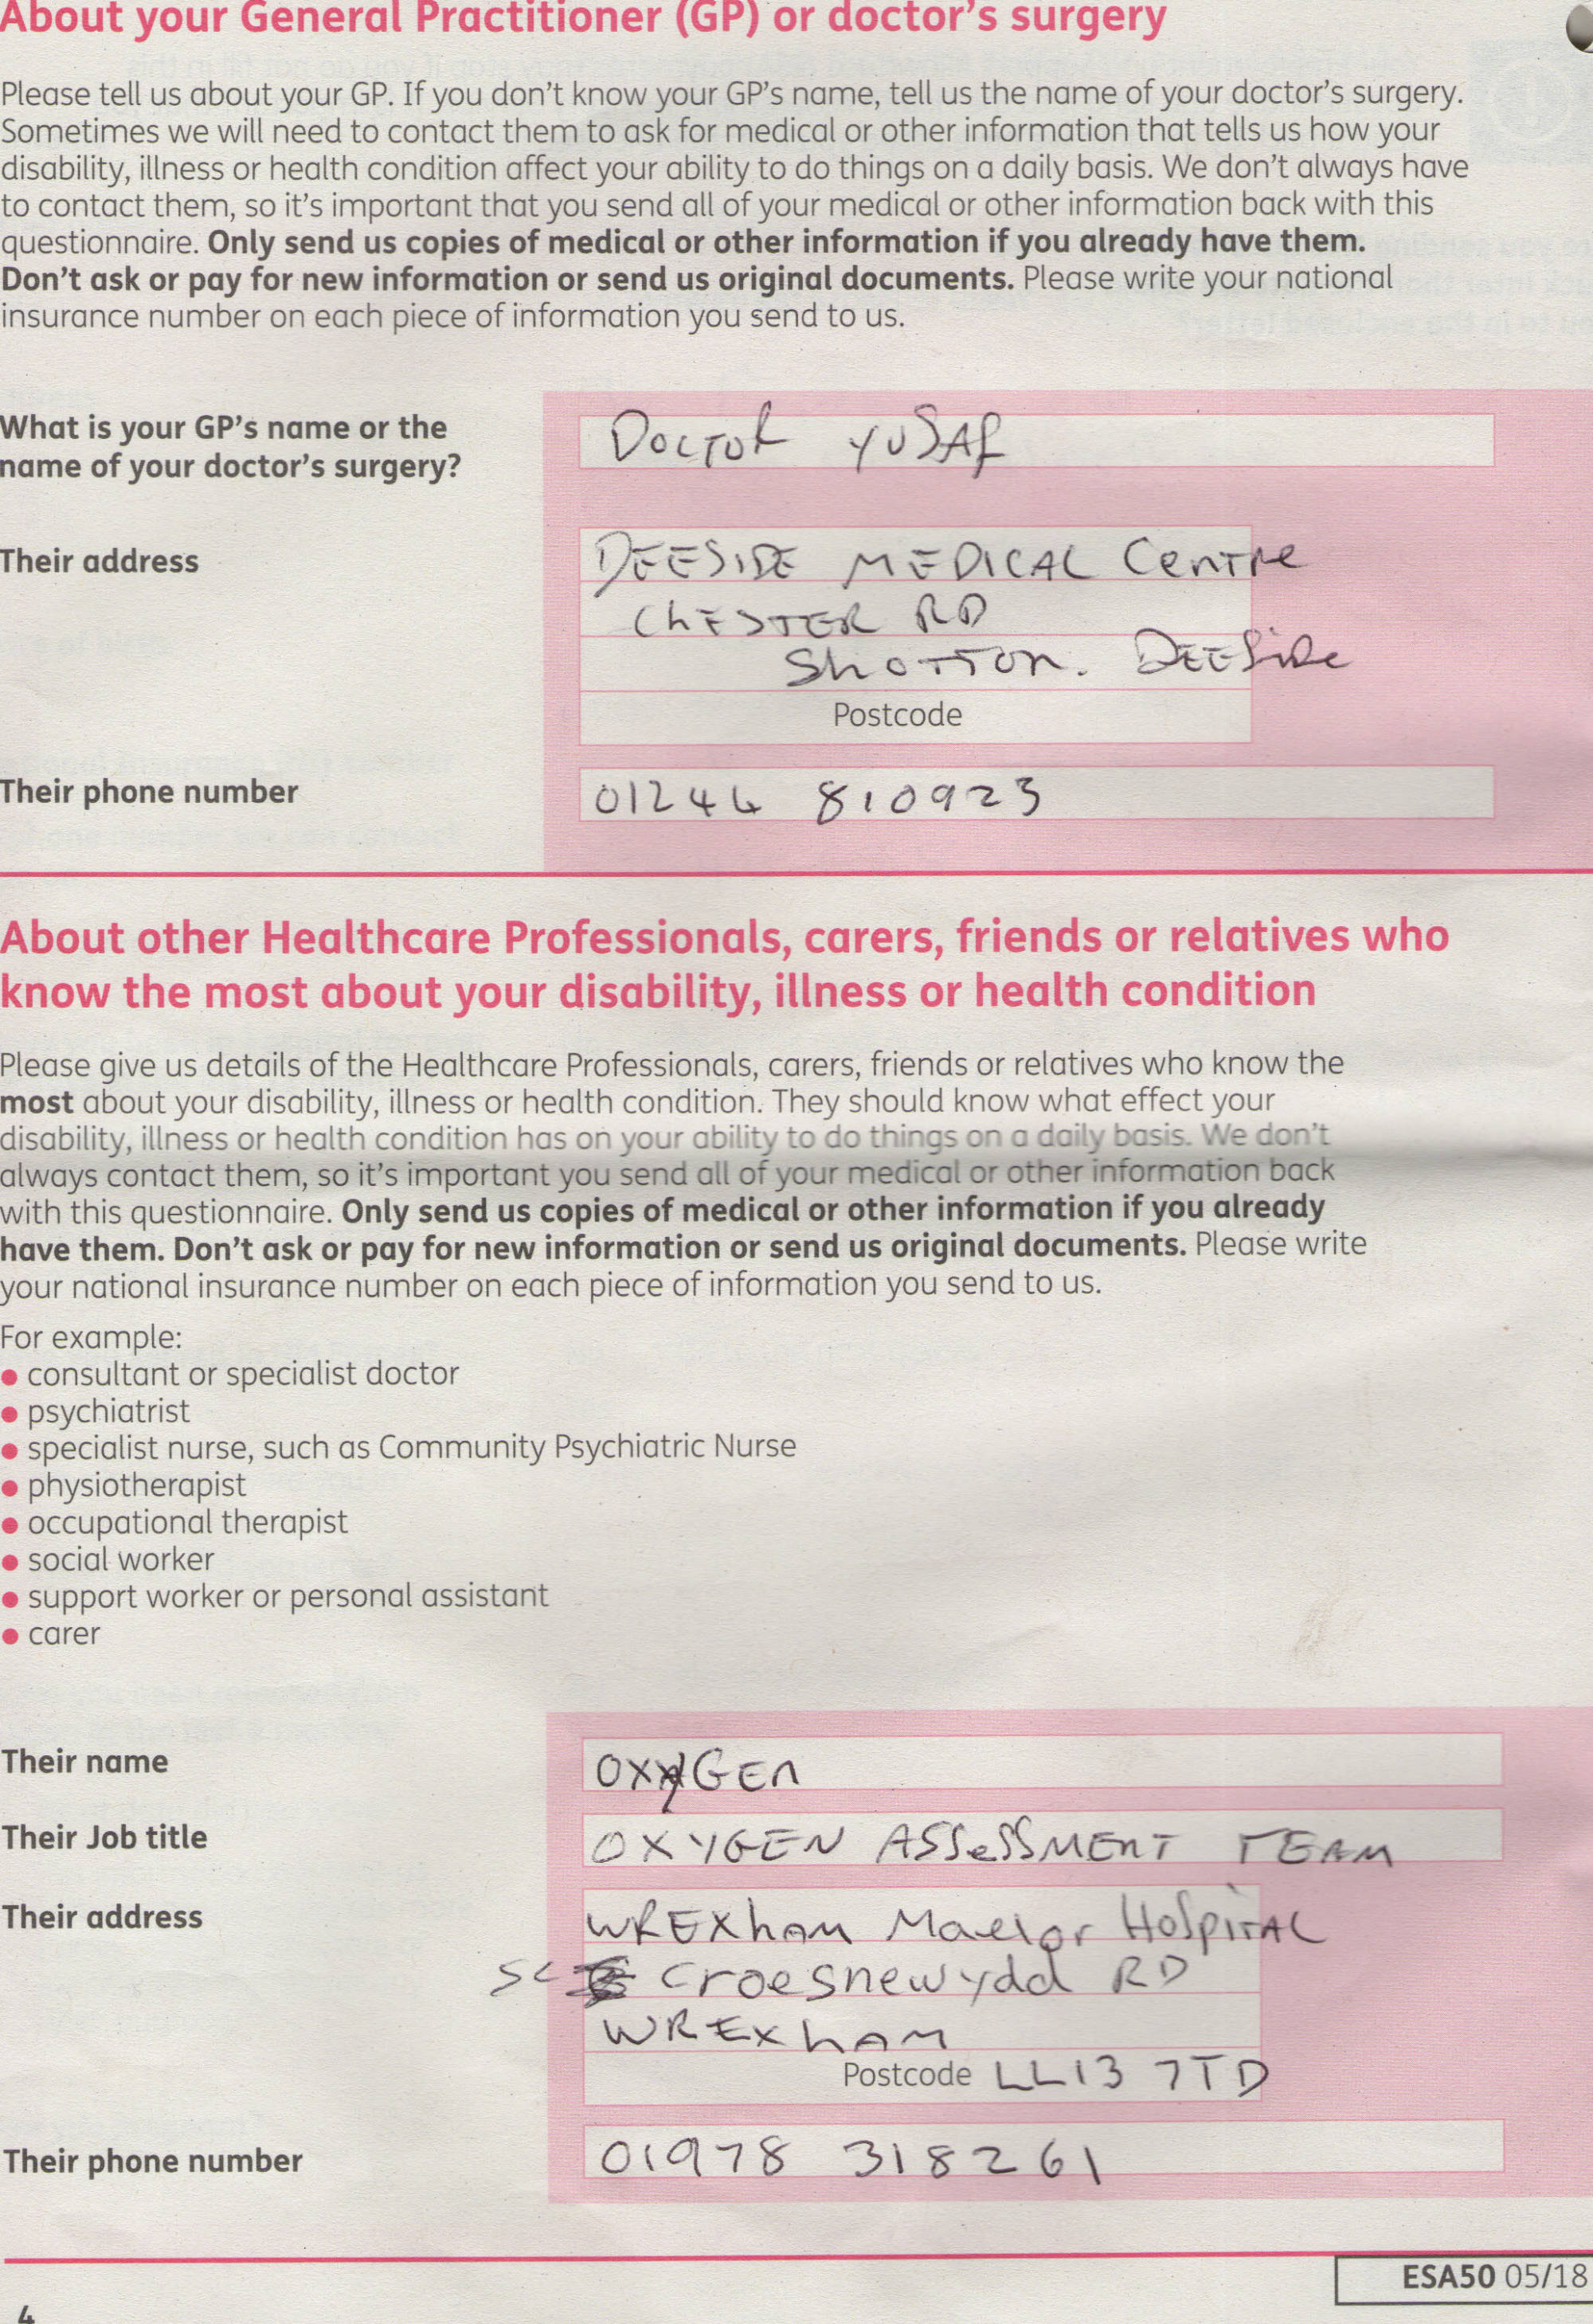 About your General Practitioner (GP) or doctor's surgery
Please tell us about your GP. If you don't know your GP's name, tell us the name of your doctor's surgery.
Sometimes we will need to contact them to ask for medical or other information that tells us how your
disability, illness or health condition affect your ability to do things on a daily basis. We don't always have
to contact them, so it's important that you send all of your medical or other information back with this
questionnaire. Only send us copies of medical or other information if you already have them.
Don't ask or pay for new information or send us original documents. Please write your national
insurance number on each piece of information you send to us.
What is your GP's name or the
name of your doctor's surgery?
DOCTOR YUSAF
Their address
DEESIDE MEDICAL CenTRe
ChESTER RD
ShoTTon. DEESiDe
Postcode
Their phone number
01244 810923
About other Healthcare Professionals, carers, friends or relatives who
know the most about your disability, illness or health condition
Please give us details of the Healthcare Professionals, carers, friends or relatives who know the
most about your disability, illness or health condition. They should know what effect your
disability, illness or health condition has on your ability to do things on a daily basis. We don't
always contact them, so it's important you send all of your medical or other information back
with this questionnaire. Only send us copies of medical or other information if you already
have them. Don't ask or pay for new information or send us original documents. Please write
your national insurance number on each piece of information you send to us.
For example:
• consultant or specialist doctor
• psychiatrist
• specialist nurse, such as Community Psychiatric Nurse
• physiotherapist
• occupational therapist
• social worker
• support worker or personal assistant
• carer
Their name
OXYGEn
Their Job title
OXYGEN ASSeSSMEnT TEAM
Their address
WREXhAM Maelor HoSpiTAL
Croesnewydd RD
WREXhAM
Postcode LL13 7TD
Their phone number
01978 318261
ESA50 05/18
4